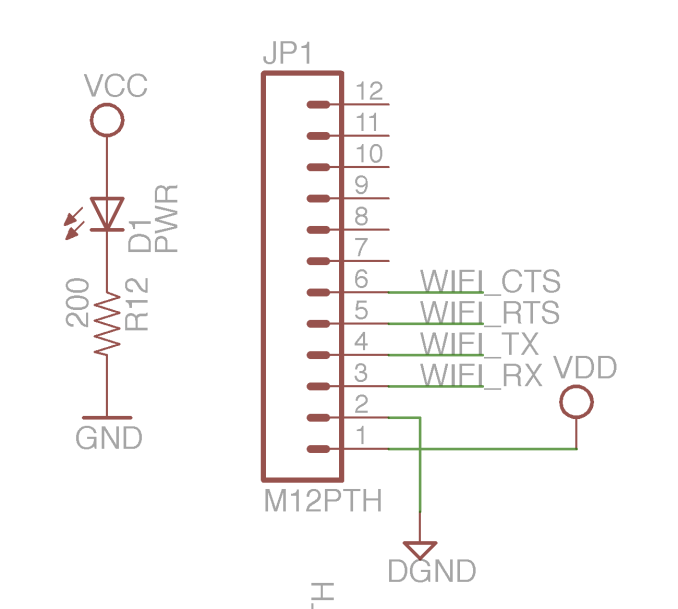 JP1
VCC
12
11
10
9
8
7
6 WIFI_CTS
5 WIFI_RTS
4 WIFI_TX
3 WIFI_RX
VDD
2
1
D1
PWR
200
R12
GND
M12PTH
DGND